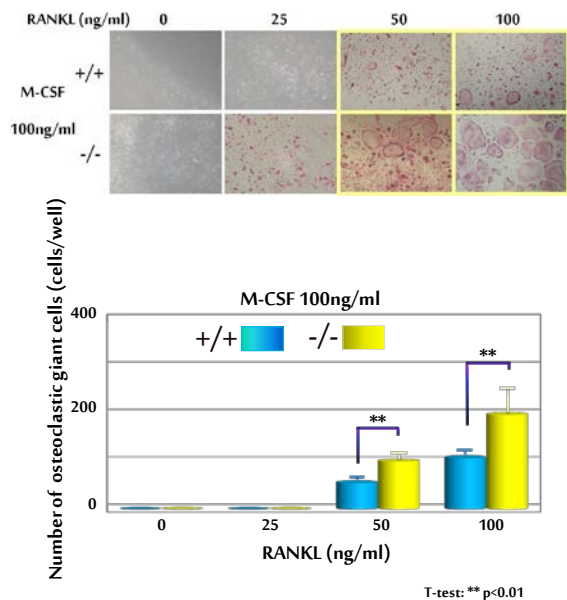 RANKL (ng/ml) 0 25 50 100
+/+
M-CSF
100ng/ml
-/-
Number of osteoclastic giant cells (cells/well)
M-CSF 100ng/ml
400
+/+ -/-
**
200
**
0
0 25 50 100
RANKL (ng/ml)
T-test: ** p<0.01